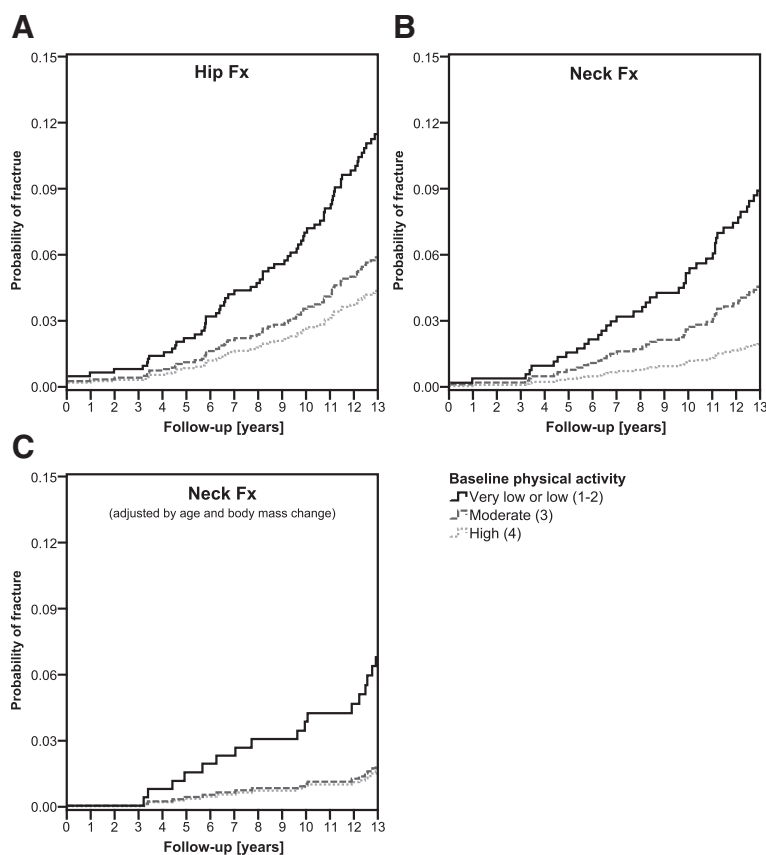 A
Hip Fx
Probability of fractrue
0.15
0.12
0.09
0.06
0.03
0.00
0 1 2 3 4 5 6 7 8 9 10 11 12 13
Follow-up [years]
B
Neck Fx
Probability of fracture
0.15
0.12
0.09
0.06
0.03
0.00
0 1 2 3 4 5 6 7 8 9 10 11 12 13
Follow-up [years]
C
Neck Fx
(adjusted by age and body mass change)
Probability of fracture
0.15
0.12
0.09
0.06
0.03
0.00
0 1 2 3 4 5 6 7 8 9 10 11 12 13
Follow-up [years]
Baseline physical activity
Very low or low (1-2)
Moderate (3)
High (4)